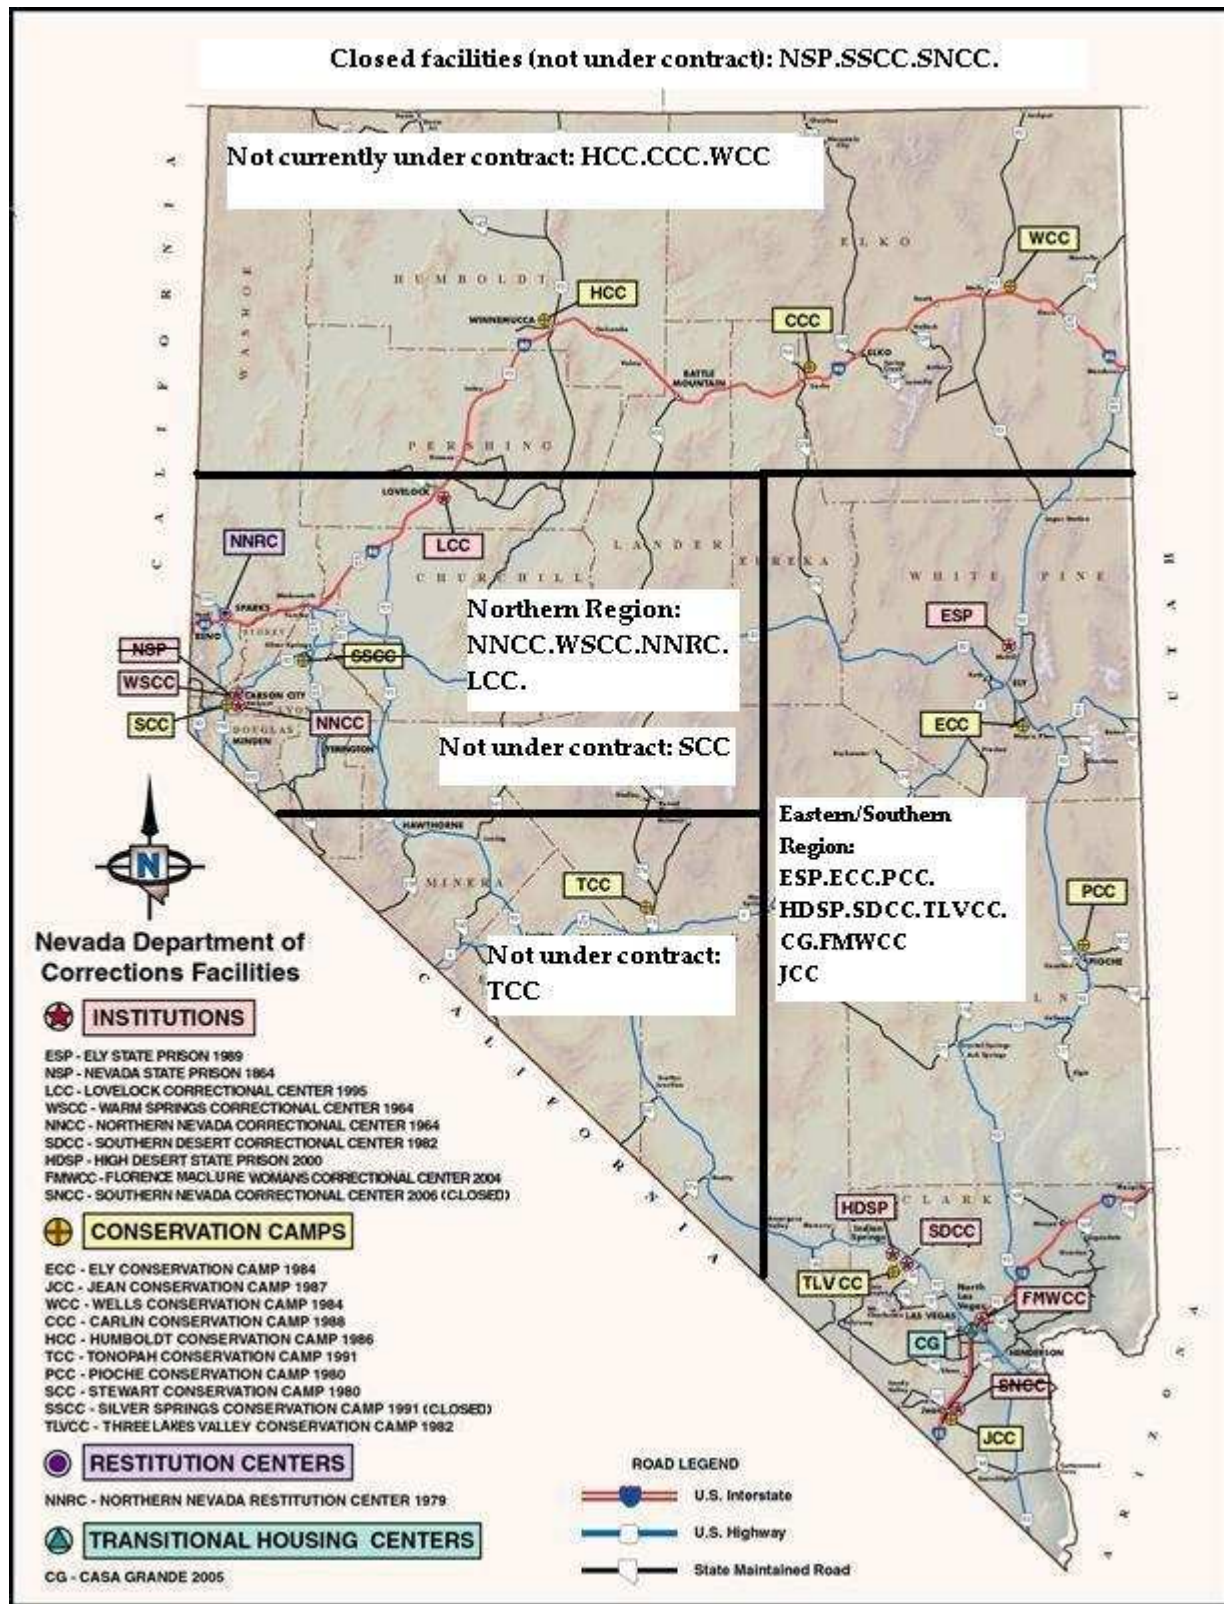 Closed facilities (not under contract): NSP.SSCC.SNCC.
Not currently under contract: HCC.CCC.WCC
CALIFORNIA
WASHOE
HUMBOLDT
ELKO
WCC
HCC
WINNEMUCCA
CCC
ELKO
BATTLE
MOUNTAIN
PERSHING
LOVELOCK
LCC
NNRC
LANDER
EUREKA
CHURCHILL
WHITE PINE
UTAH
SPARKS
RENO
STOREY
Northern Region:
NNCC.WSCC.NNRC.
LCC.
ESP
ELY
NSP
SSCC
WSCC
CARSON CITY
SCC
NNCC
DOUGLAS
MINDEN
YERINGTON
ECC
Not under contract: SCC
HAWTHORNE
MINERA
TCC
Eastern/Southern
Region:
ESP.ECC.PCC.
HDSP.SDCC.TLVCC.
CG.FMWCC
JCC
PCC
PIOCHE
Not under contract:
TCC
L N
CALIFORNIA
N
Nevada Department of
Corrections Facilities
INSTITUTIONS
ESP - ELY STATE PRISON 1989
NSP - NEVADA STATE PRISON 1864
LCC - LOVELOCK CORRECTIONAL CENTER 1995
WSCC - WARM SPRINGS CORRECTIONAL CENTER 1964
NNCC - NORTHERN NEVADA CORRECTIONAL CENTER 1964
SDCC - SOUTHERN DESERT CORRECTIONAL CENTER 1982
HDSP - HIGH DESERT STATE PRISON 2000
FMWCC - FLORENCE MACLURE WOMANS CORRECTIONAL CENTER 2004
SNCC - SOUTHERN NEVADA CORRECTIONAL CENTER 2006 (CLOSED)
CONSERVATION CAMPS
ECC - ELY CONSERVATION CAMP 1984
JCC - JEAN CONSERVATION CAMP 1987
WCC - WELLS CONSERVATION CAMP 1984
CCC - CARLIN CONSERVATION CAMP 1988
HCC - HUMBOLDT CONSERVATION CAMP 1986
TCC - TONOPAH CONSERVATION CAMP 1991
PCC - PIOCHE CONSERVATION CAMP 1980
SCC - STEWART CONSERVATION CAMP 1980
SSCC - SILVER SPRINGS CONSERVATION CAMP 1991 (CLOSED)
TLVCC - THREE LAKES VALLEY CONSERVATION CAMP 1982
RESTITUTION CENTERS
NNRC - NORTHERN NEVADA RESTITUTION CENTER 1979
TRANSITIONAL HOUSING CENTERS
CG - CASA GRANDE 2005
CLARK
HDSP
Indian
Springs
SDCC
TLV CC
North
Las
Vegas
FMWCC
LAS VEGAS
CG
HENDERSON
SNCC
Jean
JCC
ARIZONA
ROAD LEGEND
U.S. Interstate
U.S. Highway
State Maintained Road